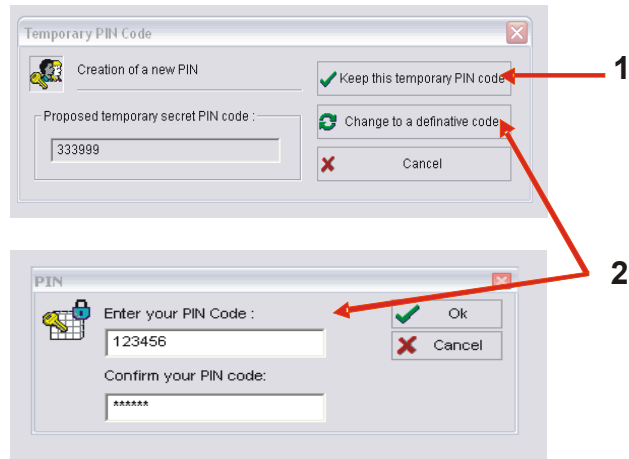 Temporary PIN Code
Creation of a new PIN
Keep this temporary PIN code
1
Proposed temporary secret PIN code :
Change to a definative code
333999
Cancel
2
PIN
Enter your PIN Code :
Ok
123456
Cancel
Confirm your PIN code:
******